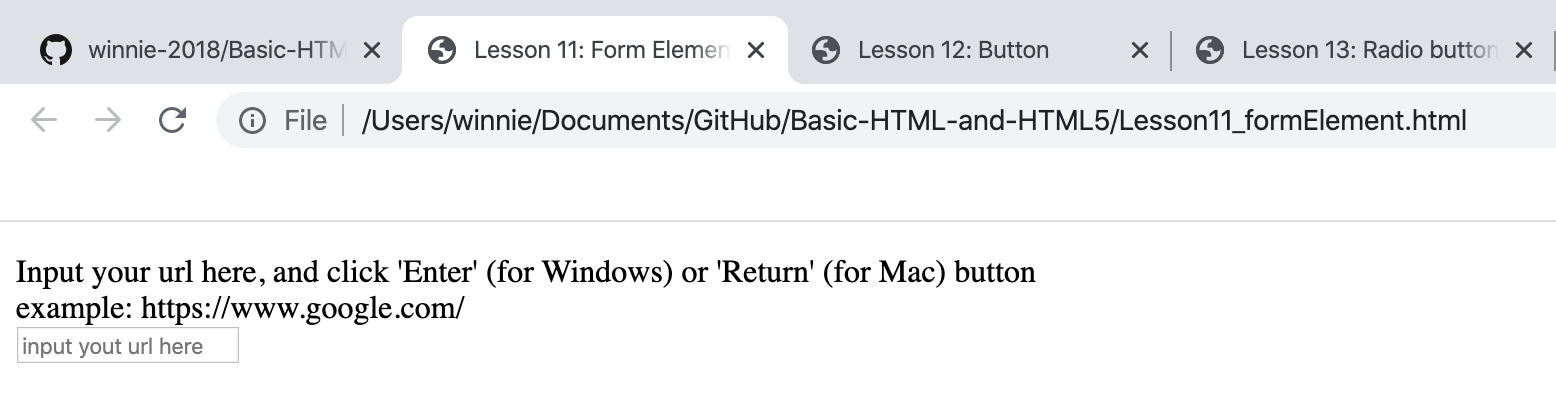 winnie-2018/Basic-HTM
Lesson 11: Form Elemen
Lesson 12: Button
Lesson 13: Radio button
File
/Users/winnie/Documents/GitHub/Basic-HTML-and-HTML5/Lesson11_formElement.html
Input your url here, and click 'Enter' (for Windows) or 'Return' (for Mac) button
example: https://www.google.com/
input yout url here